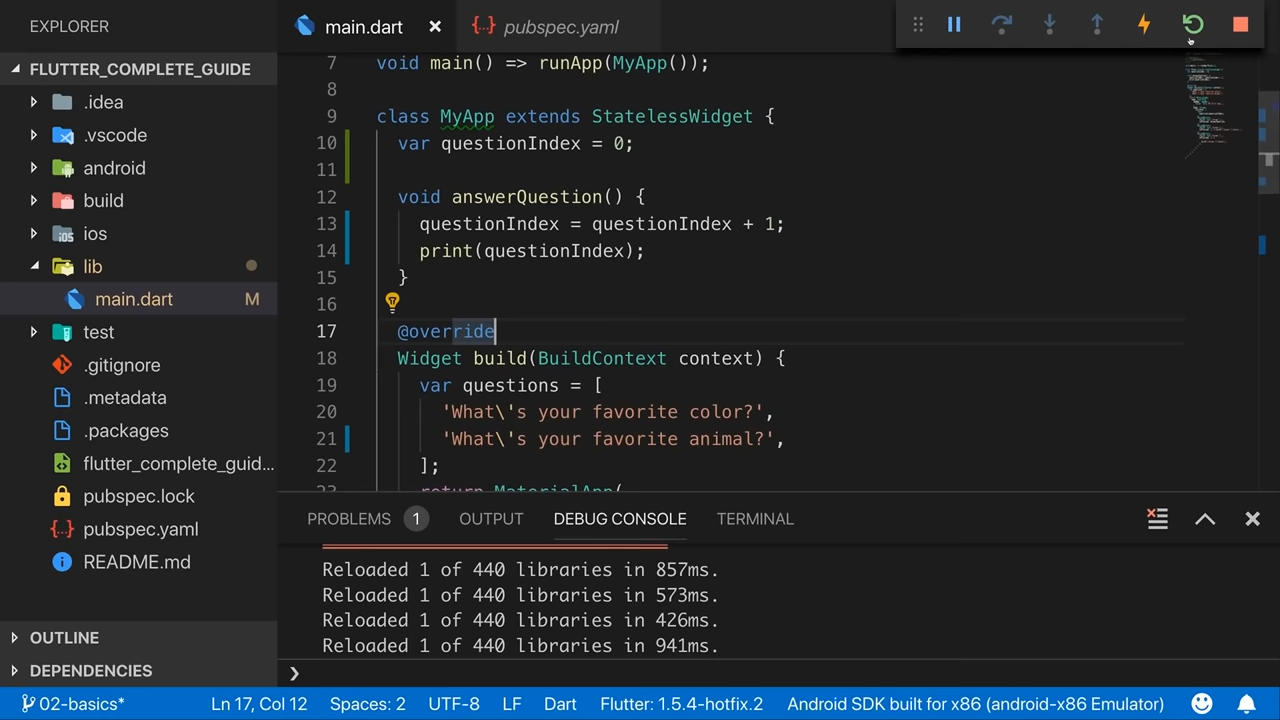 EXPLORER
main.dart
pubspec.yaml
FLUTTER_COMPLETE_GUIDE
.idea
.vscode
android
build
ios
lib
main.dart M
test
.gitignore
.metadata
.packages
flutter_complete_guid...
pubspec.lock
pubspec.yaml
README.md
OUTLINE
DEPENDENCIES
7 void main() => runApp(MyApp());
8
9 class MyApp extends StatelessWidget {
10 var questionIndex = 0;
11
12 void answerQuestion() {
13 questionIndex = questionIndex + 1;
14 print(questionIndex);
15 }
16
17 @override
18 Widget build(BuildContext context) {
19 var questions = [
20 'What\'s your favorite color?',
21 'What\'s your favorite animal?',
22 ];
23 return MaterialApp(
PROBLEMS 1 OUTPUT DEBUG CONSOLE TERMINAL
Reloaded 1 of 440 libraries in 857ms.
Reloaded 1 of 440 libraries in 573ms.
Reloaded 1 of 440 libraries in 426ms.
Reloaded 1 of 440 libraries in 941ms.
02-basics* Ln 17, Col 12 Spaces: 2 UTF-8 LF Dart Flutter: 1.5.4-hotfix.2 Android SDK built for x86 (android-x86 Emulator)